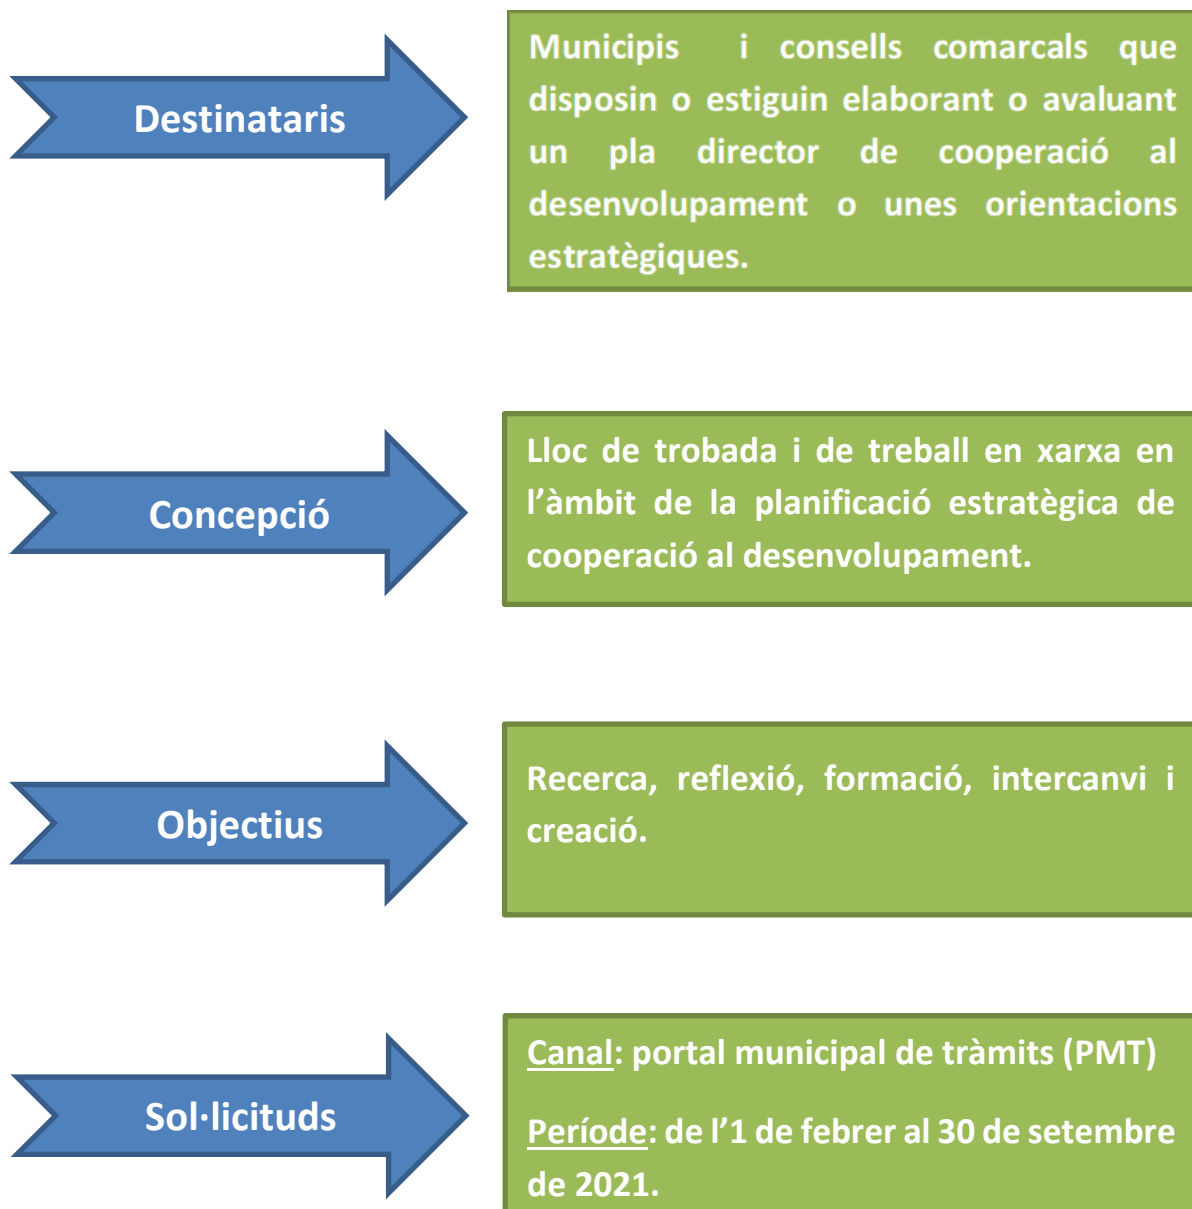 Destinataris
Municipis i consells comarcals que
disposin o estiguin elaborant o avaluant
un pla director de cooperació al
desenvolupament o unes orientacions
estratègiques.
Concepció
Lloc de trobada i de treball en xarxa en
l’àmbit de la planificació estratègica de
cooperació al desenvolupament.
Objectius
Recerca, reflexió, formació, intercanvi i
creació.
Sol·licituds
Canal: portal municipal de tràmits (PMT)
Període: de l’1 de febrer al 30 de setembre
de 2021.